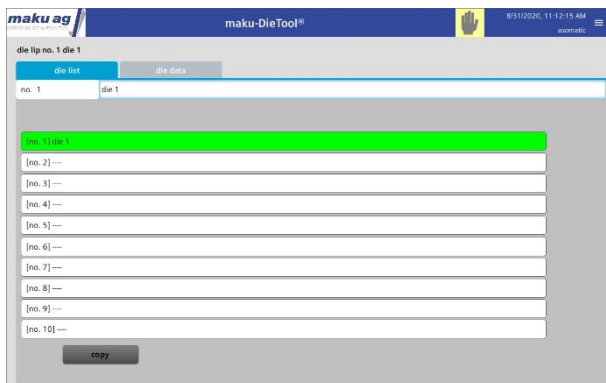 maku ag
maku-DieTool®
8/31/2020, 11:12:15 AM
esomatic
die lip no. 1 die 1
die list
die data
no. 1
die 1
[no. 1] die 1
[no. 2] ----
[no. 3] ----
[no. 4] ----
[no. 5] ----
[no. 6] ----
[no. 7] ----
[no. 8] ----
[no. 9] ----
[no. 10] ----
copy